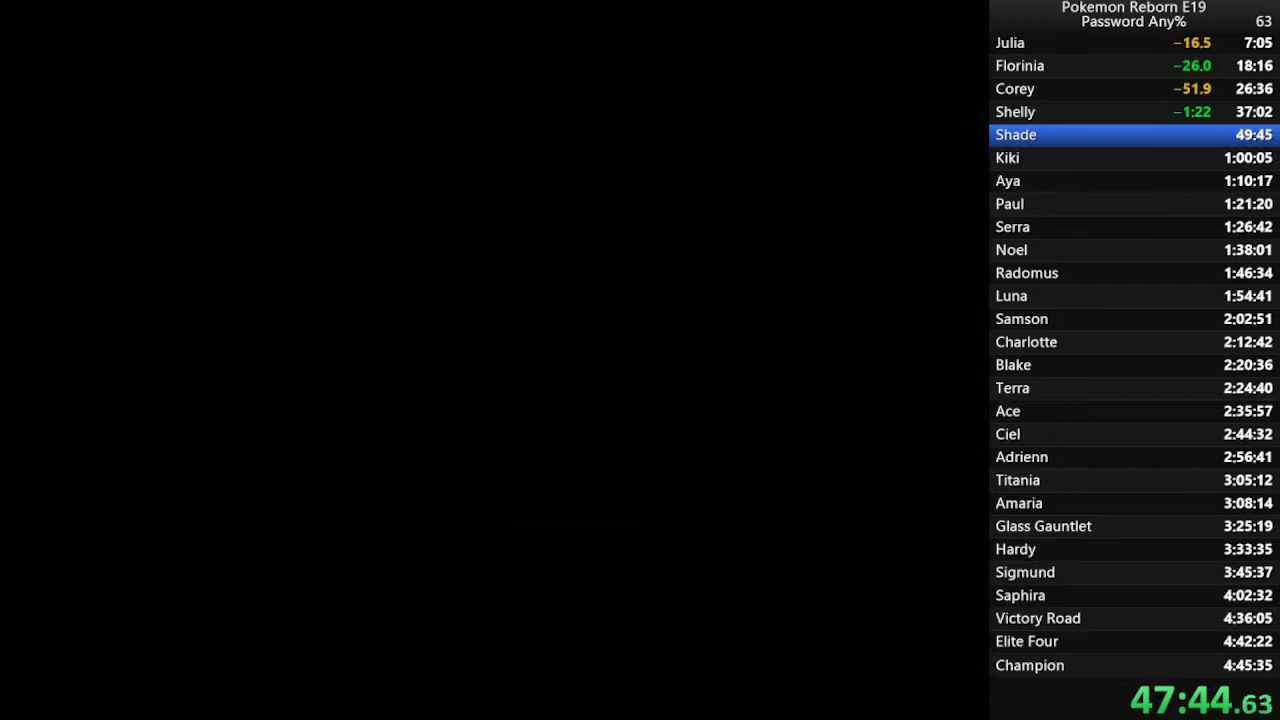 Pokemon Reborn E19
Password Any% 63
Julia −16.5 7:05
Florinia −26.0 18:16
Corey −51.9 26:36
Shelly −1:22 37:02
Shade 49:45
Kiki 1:00:05
Aya 1:10:17
Paul 1:21:20
Serra 1:26:42
Noel 1:38:01
Radomus 1:46:34
Luna 1:54:41
Samson 2:02:51
Charlotte 2:12:42
Blake 2:20:36
Terra 2:24:40
Ace 2:35:57
Ciel 2:44:32
Adrienn 2:56:41
Titania 3:05:12
Amaria 3:08:14
Glass Gauntlet 3:25:19
Hardy 3:33:35
Sigmund 3:45:37
Saphira 4:02:32
Victory Road 4:36:05
Elite Four 4:42:22
Champion 4:45:35
47:44.63